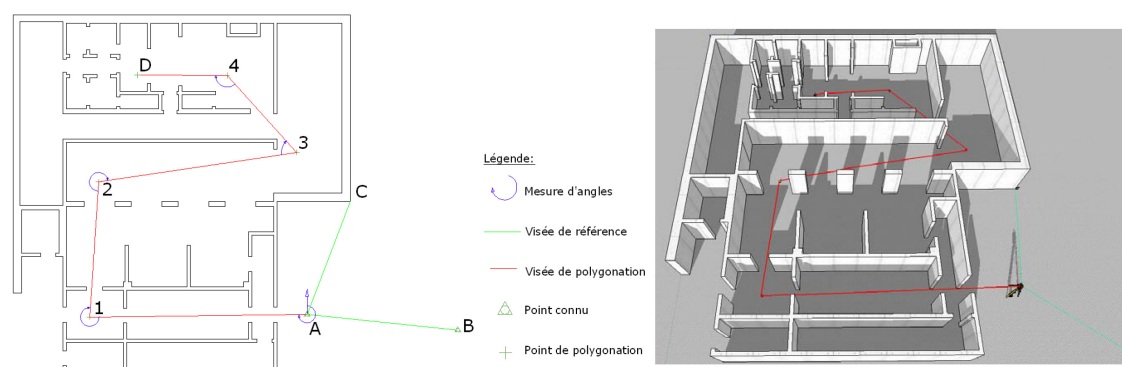 D
4
3
2
C
1
A
B
Légende:
Mesure d'angles
Visée de référence
Visée de polygonation
Point connu
Point de polygonation